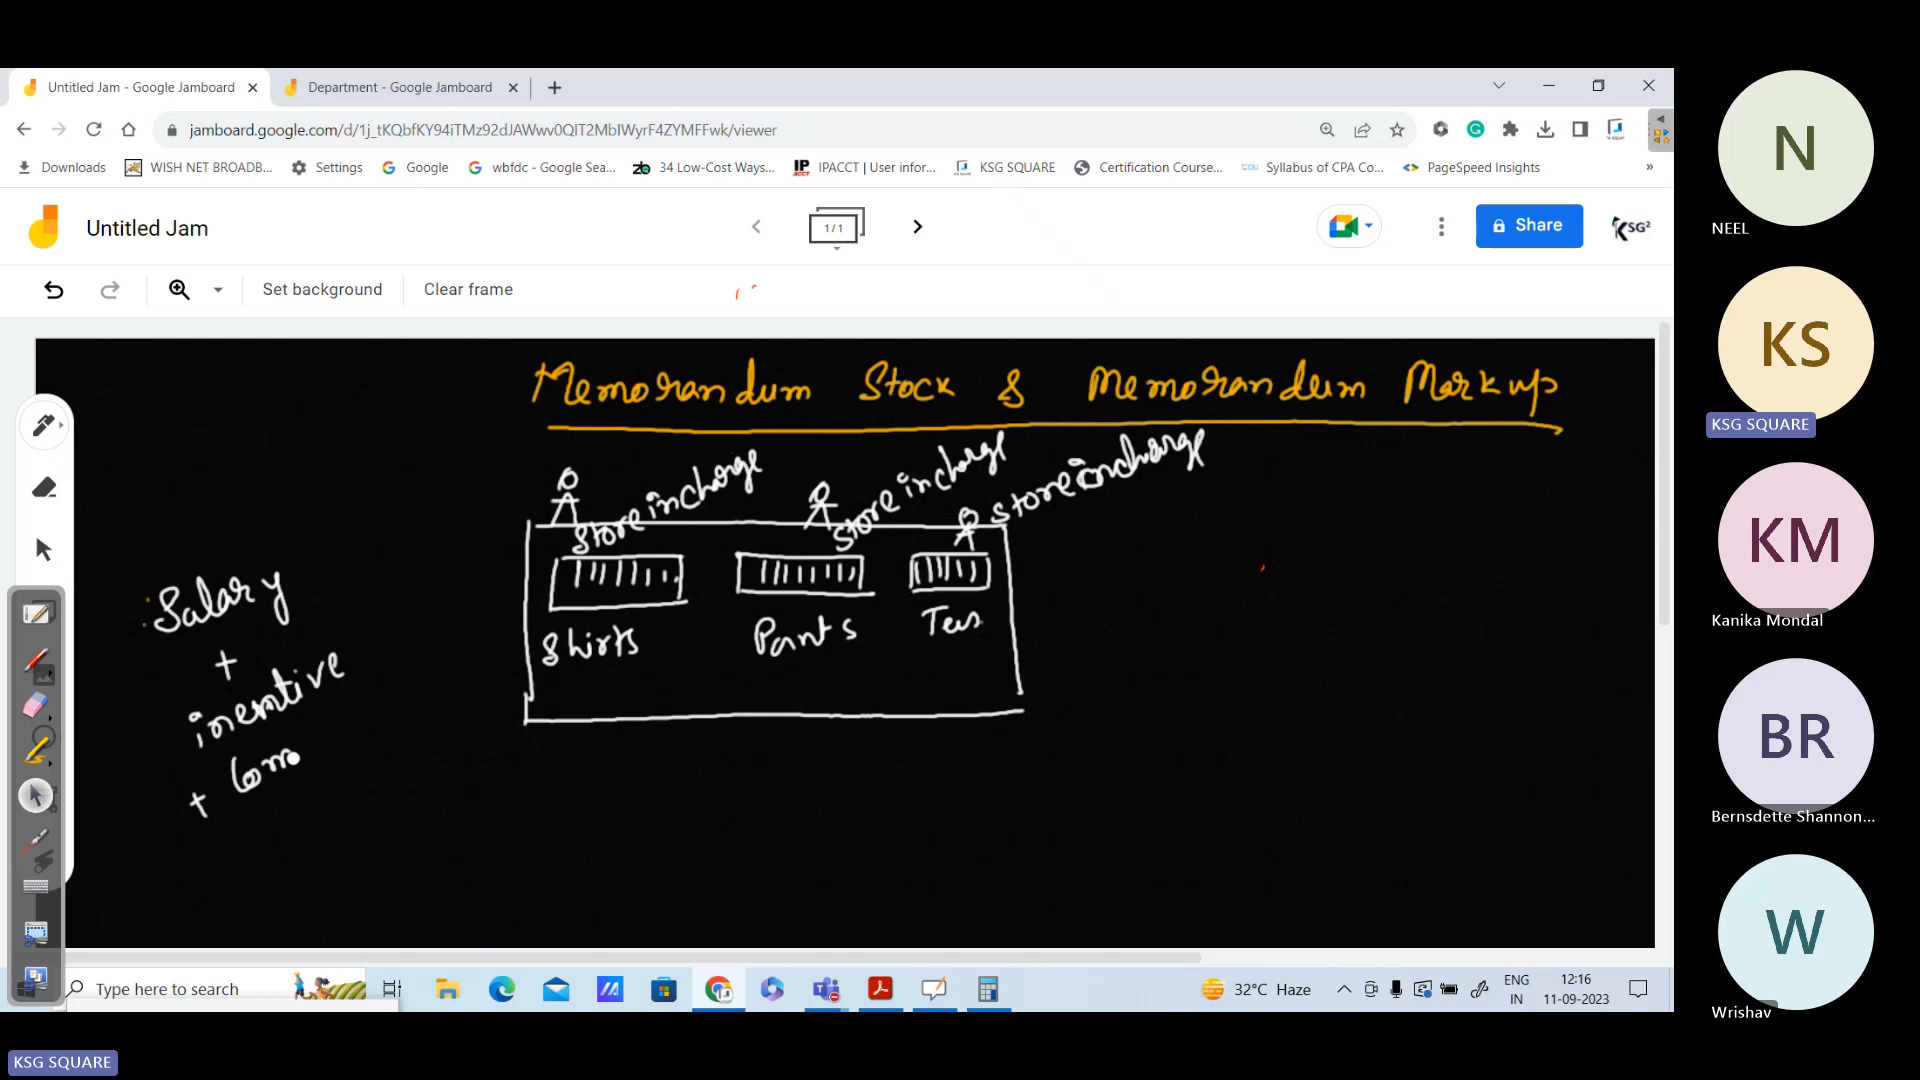 Untitled Jam - Google Jamboard
Department - Google Jamboard
jamboard.google.com/d/1j_tKQbfKY94iTMz92dJAWwv0QIT2MbIWyrF4ZYMFFwk/viewer
Downloads WISH NET BROADB... Settings Google wbfdc - Google Sea... 34 Low-Cost Ways... IPACCT | User infor... KSG SQUARE Certification Course... Syllabus of CPA Co... PageSpeed Insights »
Untitled Jam
1/1
Share
KSG²
Set background Clear frame
Memorandum Stock & Memorandum Markup
Store incharge
Store incharge
Store incharge
Shirts
Pants
Salary
+
+
Type here to search
32°C Haze
ENG
IN
12:16
11-09-2023
N
NEEL
KS
KSG SQUARE
KM
Kanika Mondal
BR
Bernsdette Shannon...
W
Wrishav
KSG SQUARE